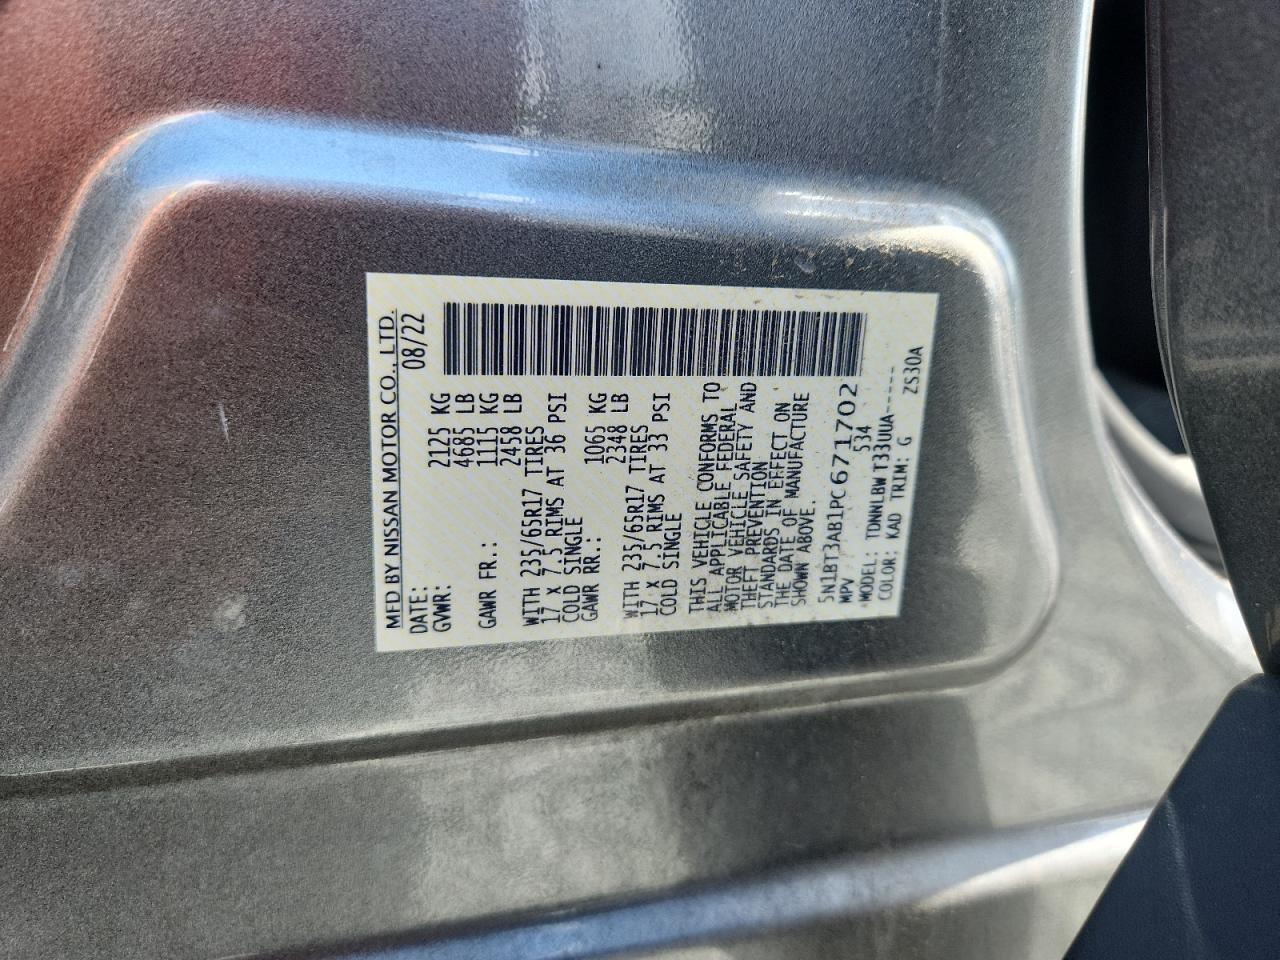 MFD BY NISSAN MOTOR CO.,LTD.
DATE: 08/22
GVWR: 2125 KG
4685 LB
GAWR FR.: 1115 KG
2458 LB
WITH 235/65R17 TIRES
17 X 7.5 RIMS AT 36 PSI
COLD SINGLE
GAWR RR.: 1065 KG
2348 LB
WITH 235/65R17 TIRES
17 X 7.5 RIMS AT 33 PSI
COLD SINGLE
THIS VEHICLE CONFORMS TO
ALL APPLICABLE FEDERAL
MOTOR VEHICLE SAFETY AND
THEFT PREVENTION
STANDARDS IN EFFECT ON
THE DATE OF MANUFACTURE
SHOWN ABOVE.
5N1BT3AB1PC671702
MPV 534
MODEL: TDNNLBW T33UUA-----
COLOR: KAD TRIM: G ZS30A